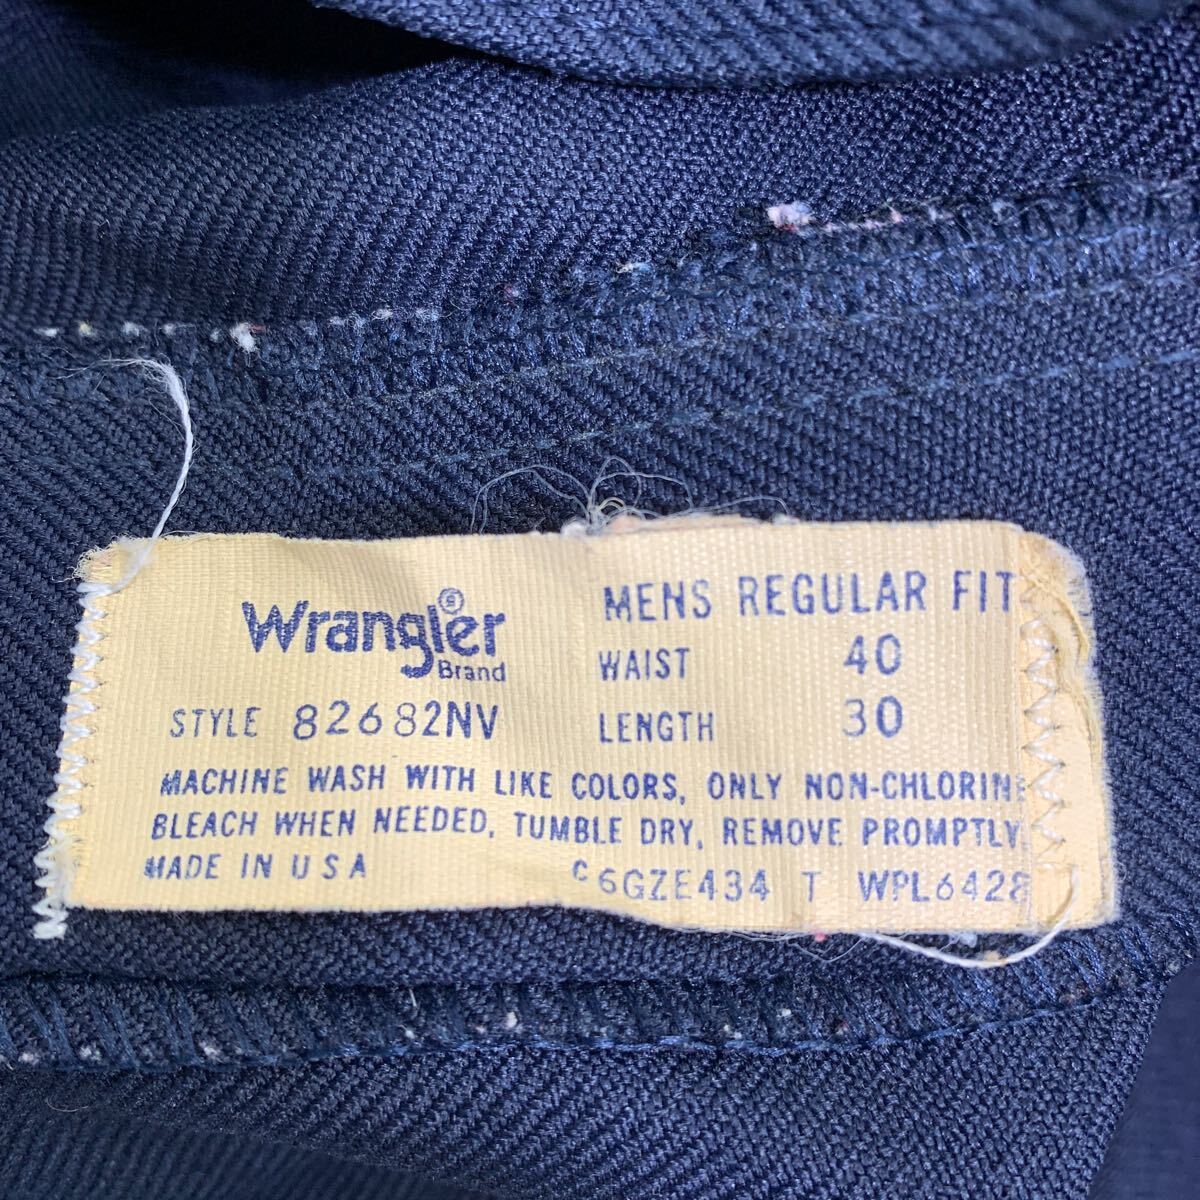 Wrangler®
Brand
MENS REGULAR FIT
WAIST 40
STYLE 82682NV
LENGTH 30
MACHINE WASH WITH LIKE COLORS, ONLY NON-CHLORINE
BLEACH WHEN NEEDED, TUMBLE DRY, REMOVE PROMPTLY.
MADE IN U S A
C6GZE434 T WPL6428